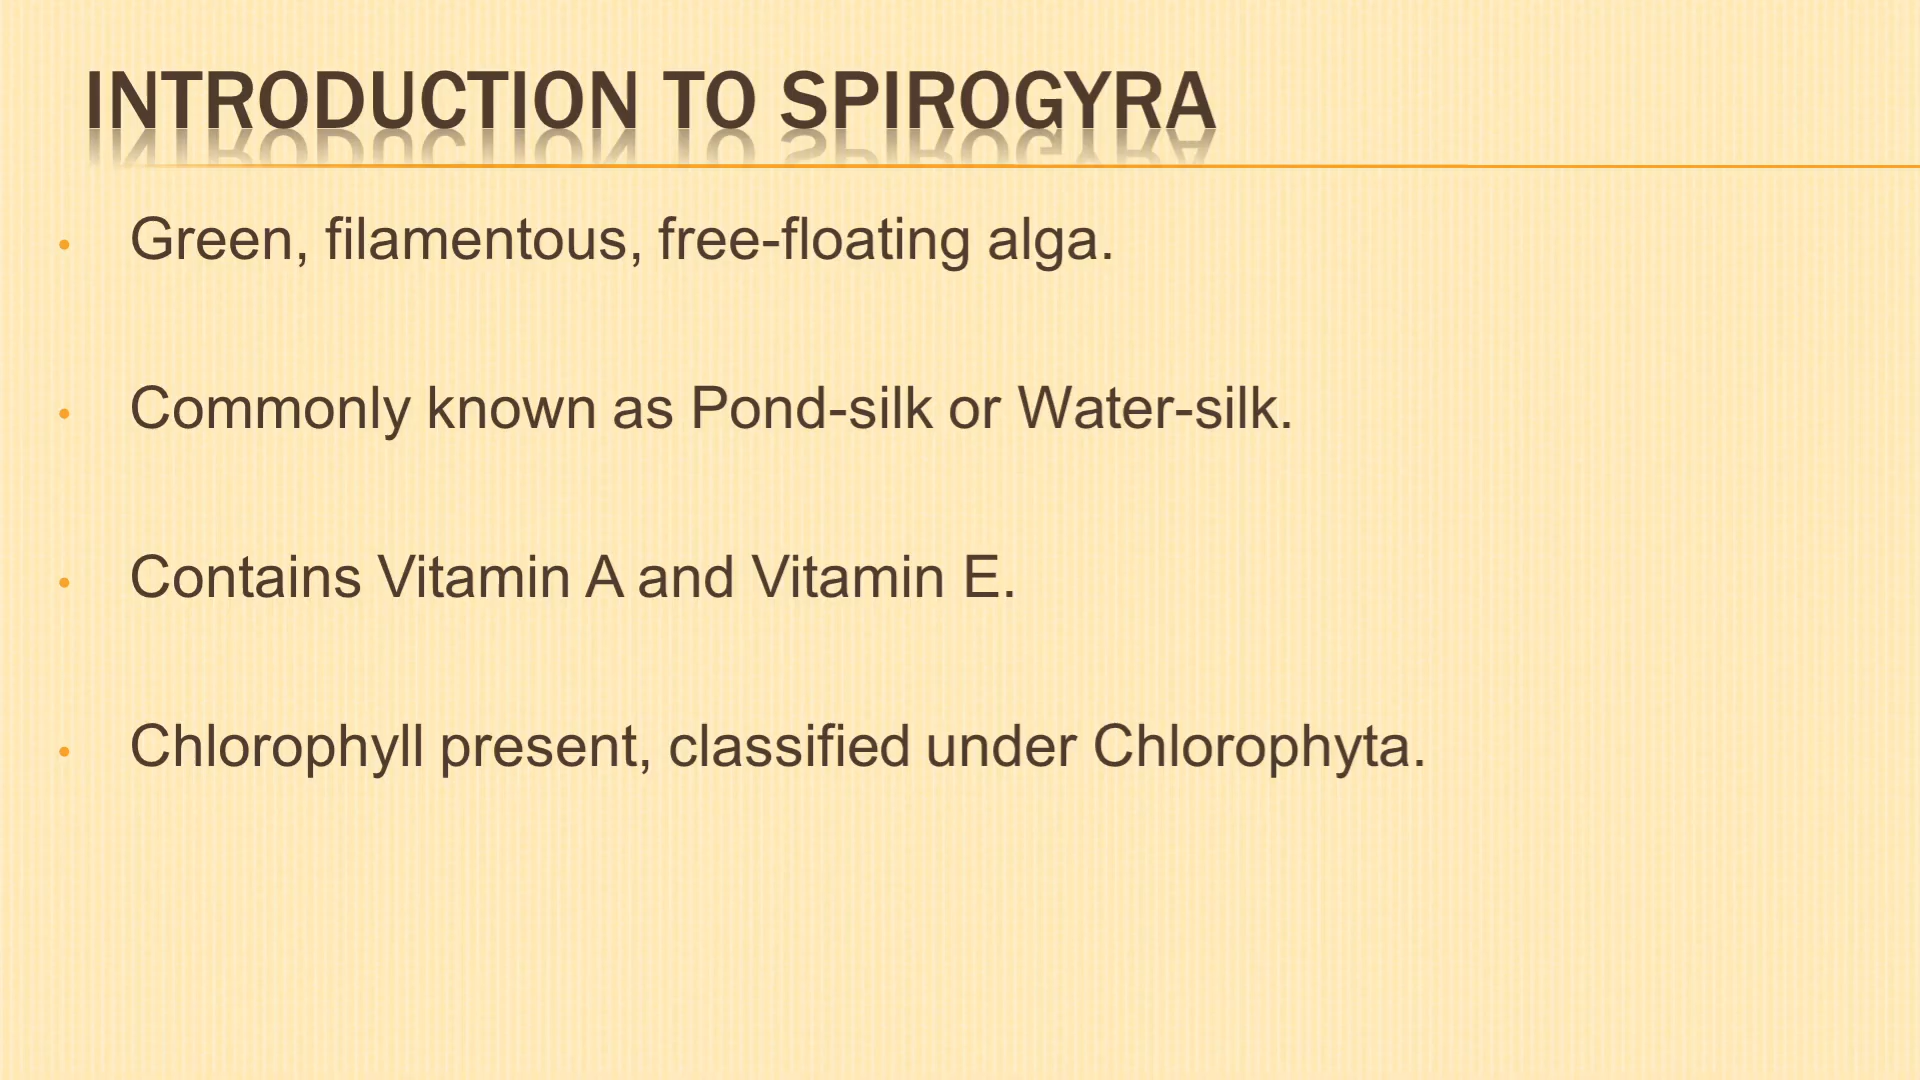 INTRODUCTION TO SPIROGYRA
• Green, filamentous, free-floating alga.
• Commonly known as Pond-silk or Water-silk.
• Contains Vitamin A and Vitamin E.
• Chlorophyll present, classified under Chlorophyta.